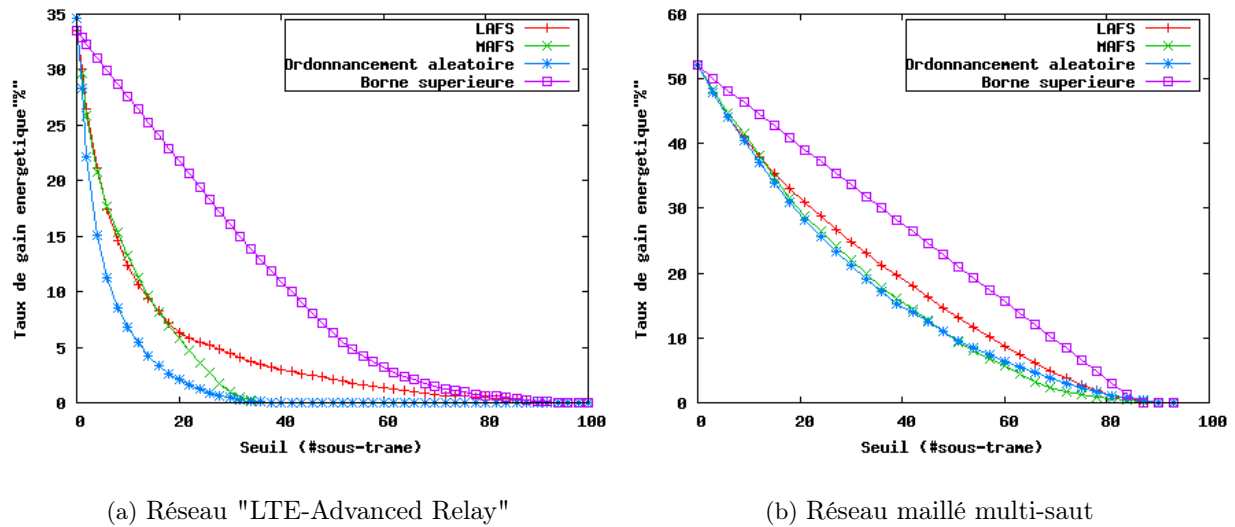 35
30
25
20
15
10
5
0
Taux de gain energetique"%"
LAFS
MAFS
Ordonnancement aleatoire
Borne superieure
0 20 40 60 80 100
Seuil (#sous-trame)
(a) Réseau "LTE-Advanced Relay"
60
50
40
30
20
10
0
Taux de gain energetique"%"
LAFS
MAFS
Ordonnancement aleatoire
Borne superieure
0 20 40 60 80 100
Seuil (#sous-trame)
(b) Réseau maillé multi-saut